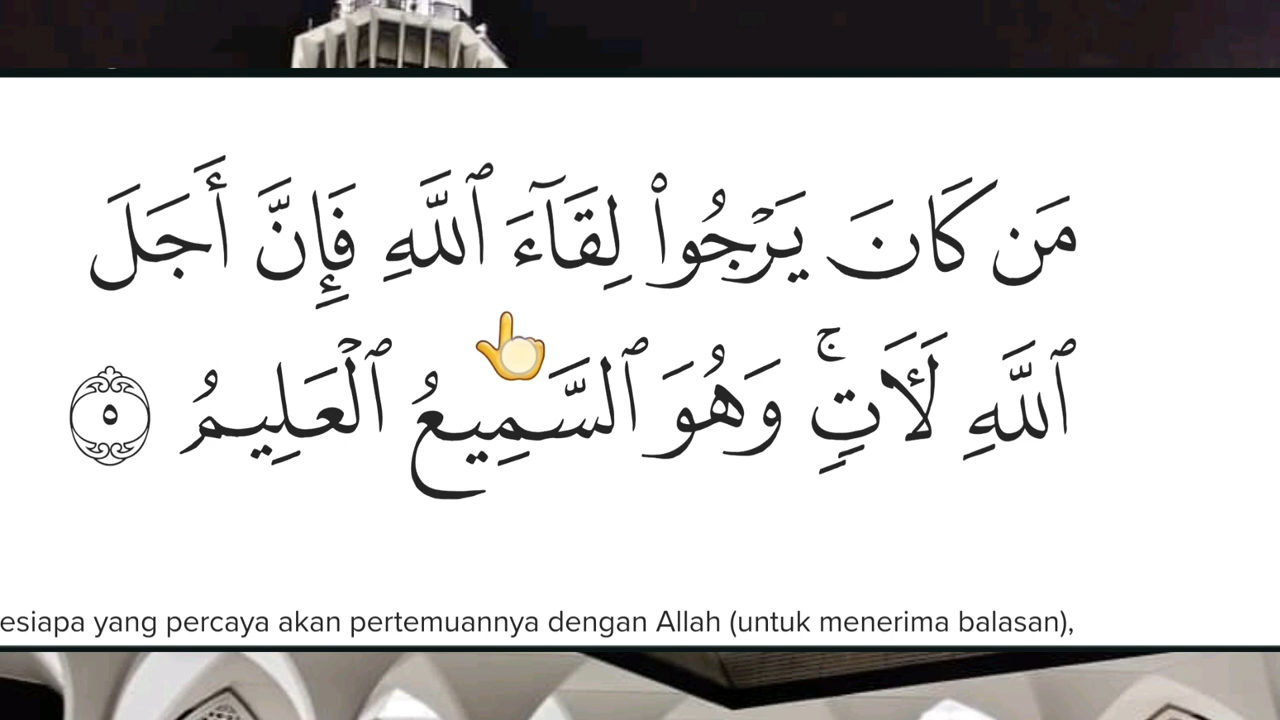 مَن كَانَ يَرْجُوا۟ لِقَآءَ ٱللَّهِ فَإِنَّ أَجَلَ
ٱللَّهِ لَـَٔاتٍۢ ۚ وَهُوَ ٱلسَّمِيعُ ٱلْعَلِيمُ ٥
esiapa yang percaya akan pertemuannya dengan Allah (untuk menerima balasan),